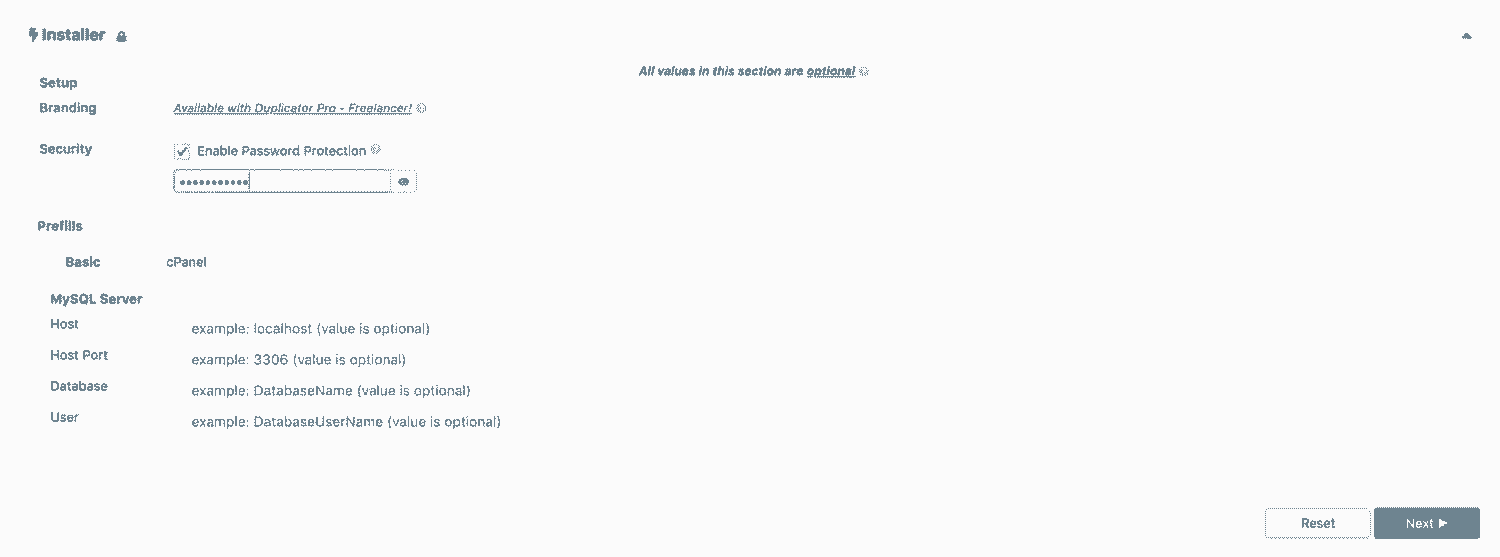 Installer
All values in this section are optional
Setup
Branding Available with Duplicator Pro - Freelancer!
Security Enable Password Protection
•••••••••••
Prefills
Basic cPanel
MySQL Server
Host example: localhost (value is optional)
Host Port example: 3306 (value is optional)
Database example: DatabaseName (value is optional)
User example: DatabaseUserName (value is optional)
Reset Next